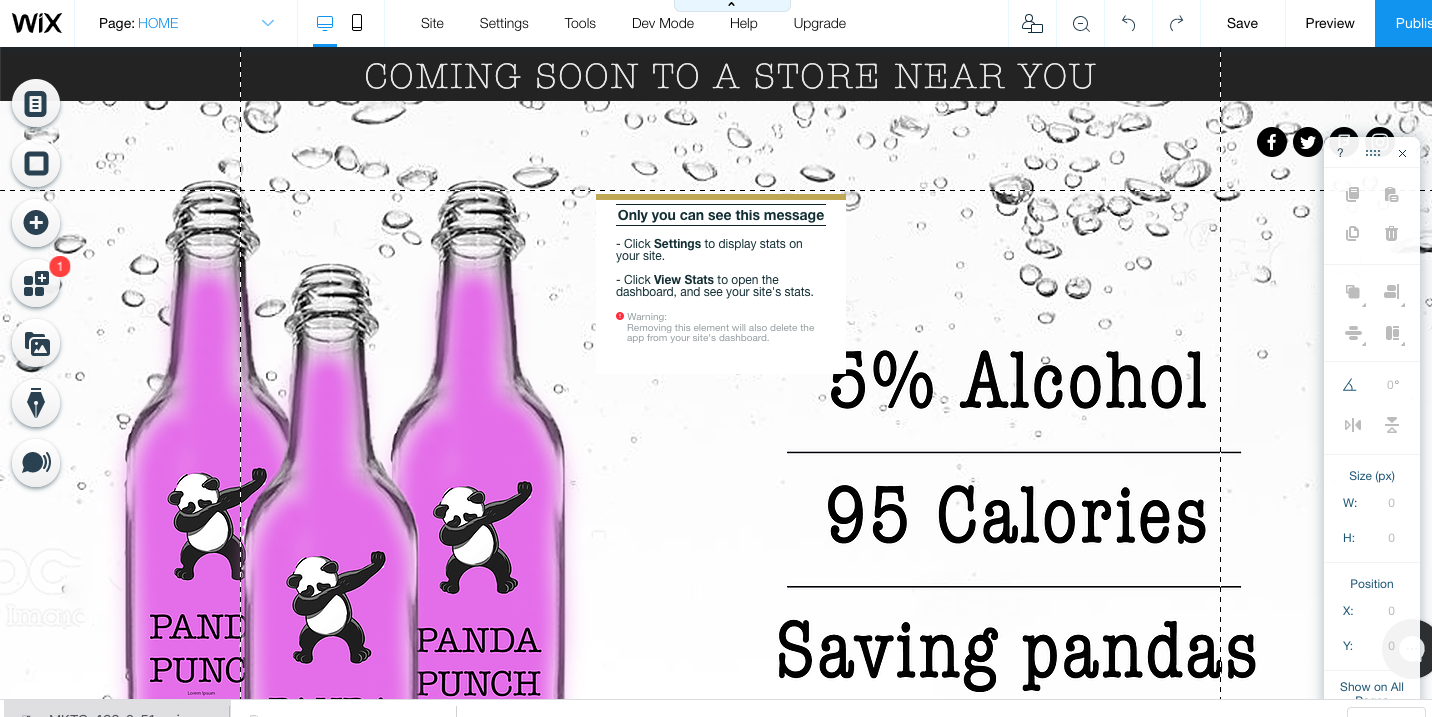 WiX
Page: HOME
Site
Settings
Tools
Dev Mode
Help
Upgrade
Save
Preview
Publis
COMING SOON TO A STORE NEAR YOU
1
?
Only you can see this message
- Click Settings to display stats on
your site.
- Click View Stats to open the
dashboard, and see your site's stats.
Warning:
Removing this element will also delete the
app from your site's dashboard.
5% Alcohol
95 Calories
Saving pandas
PAND
PUNC
Lorem Ipsum
PANDA
PUNCH
PANDA
0°
Size (px)
W:
0
H:
0
Position
X:
0
Y:
0
Show on All